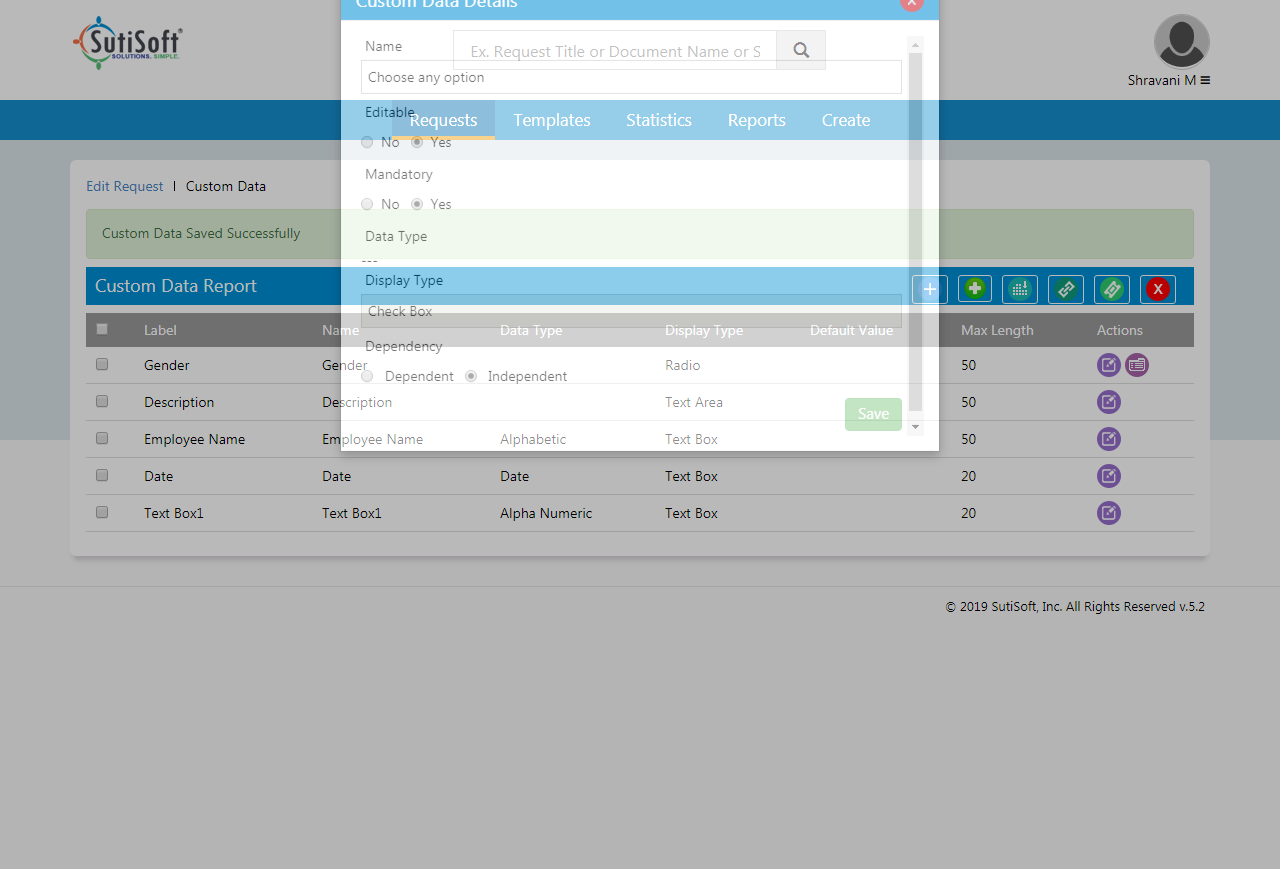 Custom Data Details
X
SutiSoft
SOLUTIONS. SIMPLE.
Name
Ex. Request Title or Document Name or S
Choose any option
Shravani M
Editable
Requests Templates Statistics Reports Create
No Yes
Mandatory
Edit Request | Custom Data
No Yes
Custom Data Saved Successfully
Data Type
---
Display Type
Custom Data Report
X
Check Box
Label Name Data Type Display Type Default Value Max Length Actions
Dependency
Gender Gender Radio 50
Dependent Independent
Description Description Text Area 50
Save
Employee Name Employee Name Alphabetic Text Box 50
Date Date Date Text Box 20
Text Box1 Text Box1 Alpha Numeric Text Box 20
© 2019 SutiSoft, Inc. All Rights Reserved v.5.2